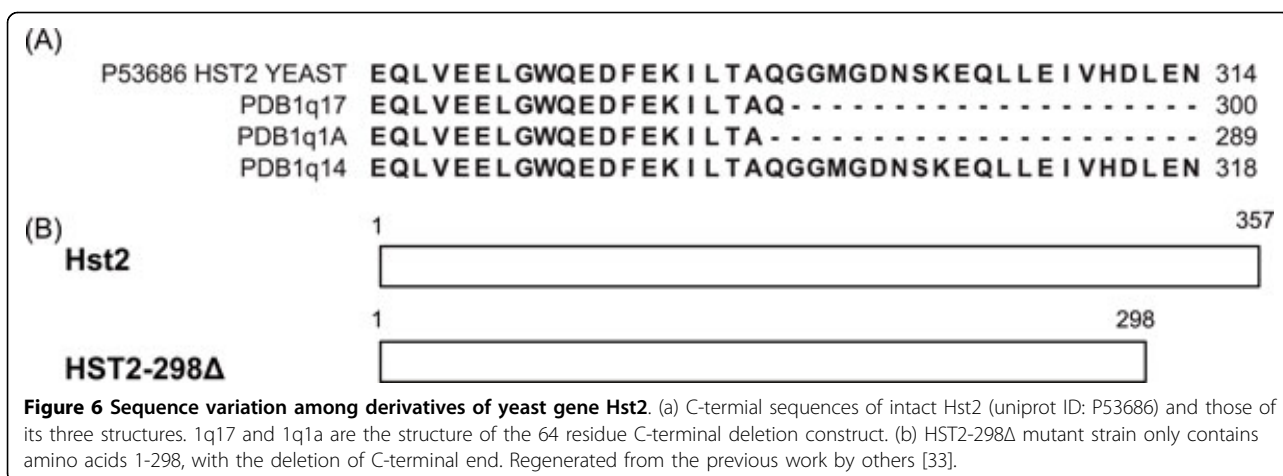 (A)
P53686 HST2 YEAST EQLVEELGWQEDFEKILTAQGGMGDNSKEQLLEIVHDLEN 314
PDB1q17 EQLVEELGWQEDFEKILTAQ-------------------- 300
PDB1q1A EQLVEELGWQEDFEKILTA--------------------- 289
PDB1q14 EQLVEELGWQEDFEKILTAQGGMGDNSKEQLLEIVHDLEN 318
(B)
1 357
Hst2
1 298
HST2-298Δ
Figure 6 Sequence variation among derivatives of yeast gene Hst2. (a) C-termial sequences of intact Hst2 (uniprot ID: P53686) and those of
its three structures. 1q17 and 1q1a are the structure of the 64 residue C-terminal deletion construct. (b) HST2-298Δ mutant strain only contains
amino acids 1-298, with the deletion of C-terminal end. Regenerated from the previous work by others [33].